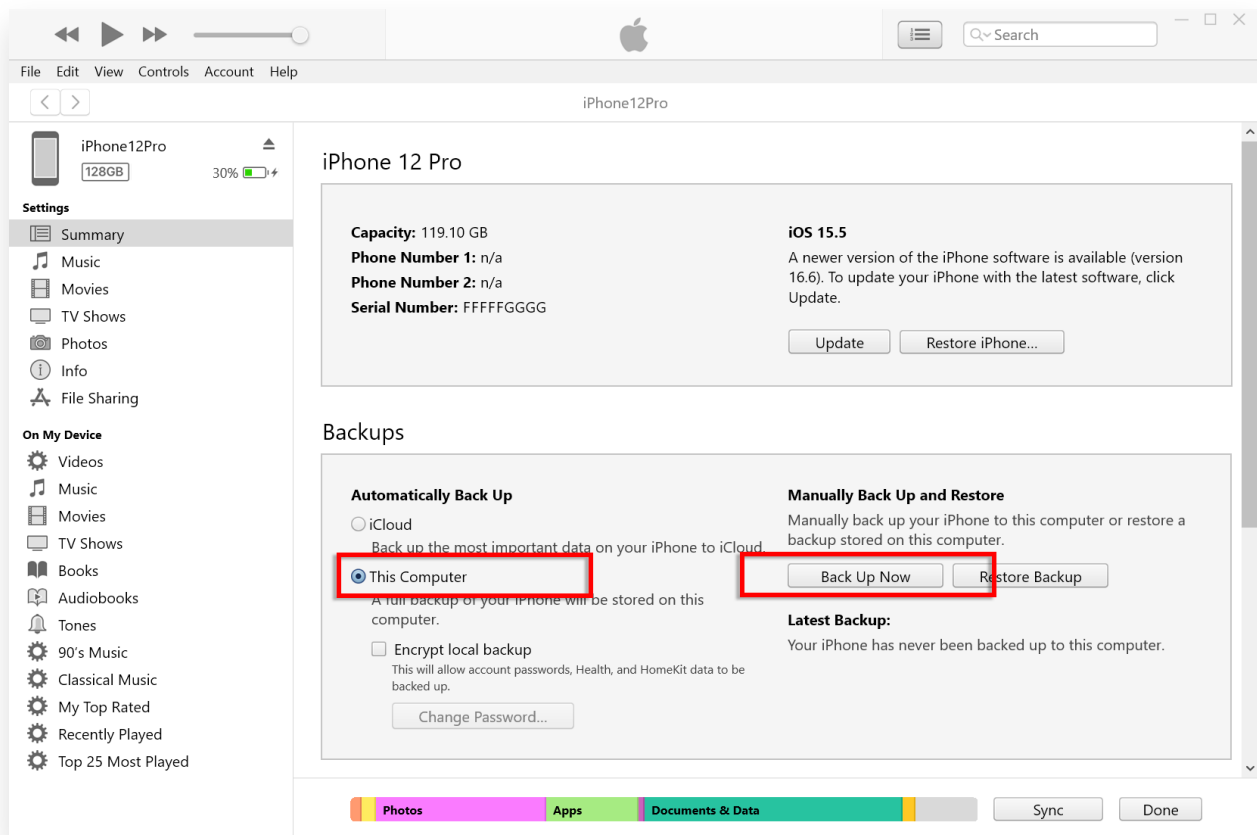 Search
File Edit View Controls Account Help
iPhone12Pro
iPhone12Pro
128GB
30%
Settings
Summary
Music
Movies
TV Shows
Photos
Info
File Sharing
On My Device
Videos
Music
Movies
TV Shows
Books
Audiobooks
Tones
90's Music
Classical Music
My Top Rated
Recently Played
Top 25 Most Played
iPhone 12 Pro
Capacity: 119.10 GB
Phone Number 1: n/a
Phone Number 2: n/a
Serial Number: FFFFFGGGG
iOS 15.5
A newer version of the iPhone software is available (version
16.6). To update your iPhone with the latest software, click
Update.
Update
Restore iPhone...
Backups
Automatically Back Up
iCloud
Back up the most important data on your iPhone to iCloud.
This Computer
A full backup of your iPhone will be stored on this
computer.
Encrypt local backup
This will allow account passwords, Health, and HomeKit data to be
backed up.
Change Password...
Manually Back Up and Restore
Manually back up your iPhone to this computer or restore a
backup stored on this computer.
Back Up Now
Restore Backup
Latest Backup:
Your iPhone has never been backed up to this computer.
Photos
Apps
Documents & Data
Sync
Done